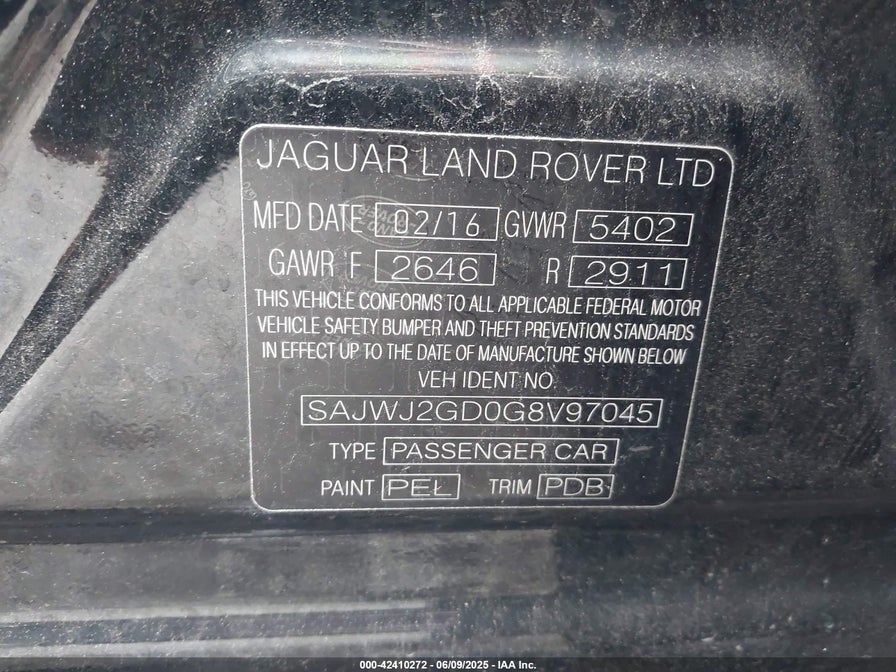 JAGUAR LAND ROVER LTD
MFD DATE 02/16 GVWR 5402
GAWR F 2646 R 2911
THIS VEHICLE CONFORMS TO ALL APPLICABLE FEDERAL MOTOR
VEHICLE SAFETY BUMPER AND THEFT PREVENTION STANDARDS
IN EFFECT UP TO THE DATE OF MANUFACTURE SHOWN BELOW
VEH IDENT NO
SAJWJ2GD0G8V97045
TYPE PASSENGER CAR
PAINT PEL TRIM PDB
000-42410272 - 06/09/2025 - IAA Inc.